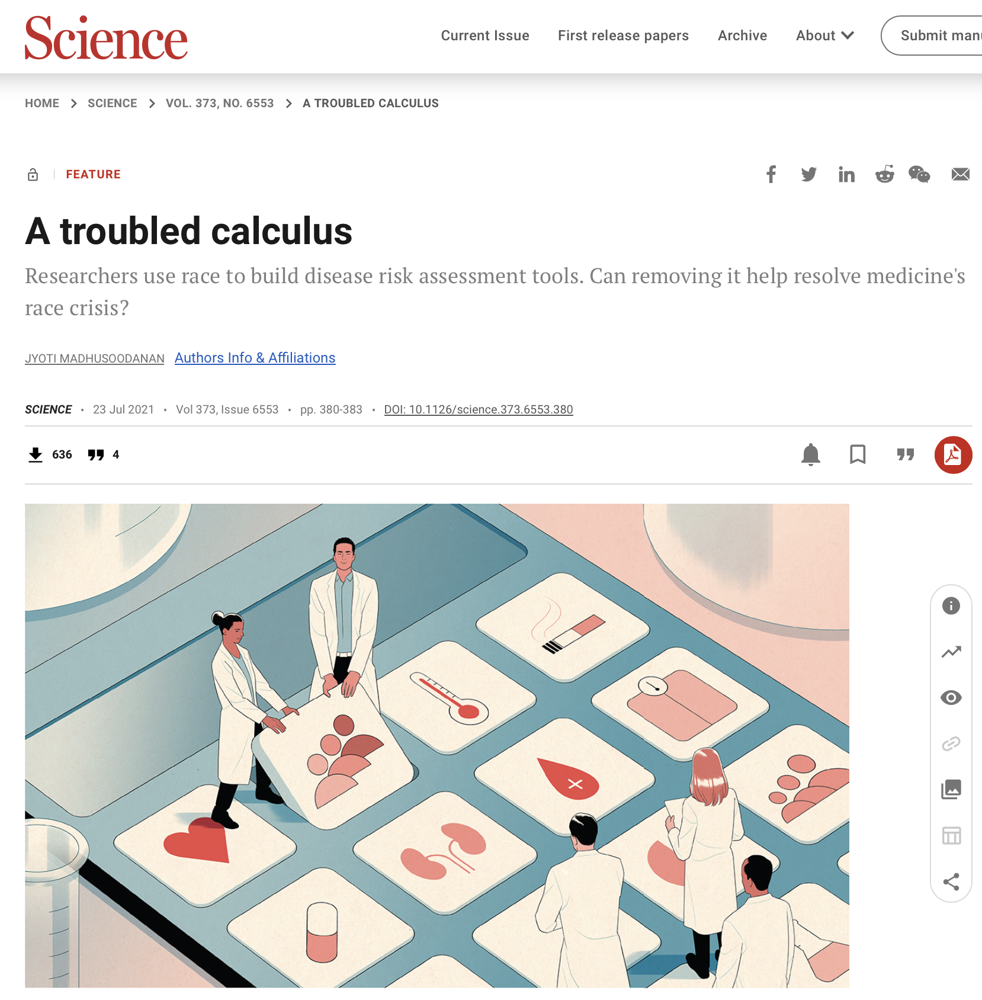 Science
Current Issue First release papers Archive About Submit man
HOME SCIENCE VOL. 373, NO. 6553 A TROUBLED CALCULUS
FEATURE
A troubled calculus
Researchers use race to build disease risk assessment tools. Can removing it help resolve medicine's
race crisis?
JYOTI MADHUSOODANAN Authors Info & Affiliations
SCIENCE • 23 Jul 2021 • Vol 373, Issue 6553 • pp. 380-383 • DOI: 10.1126/science.373.6553.380
636 4